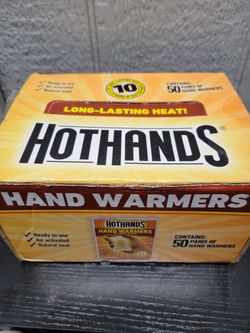 Ready to use
Air activated
Natural heat
10
CONTAINS:
50 PAIRS OF
HAND WARMERS
LONG-LASTING HEAT!
HOTHANDS®
HAND WARMERS
Ready to use
Air activated
Natural heat
HOTHANDS
HAND WARMERS
CONTAINS:
50 PAIRS OF
HAND WARMERS